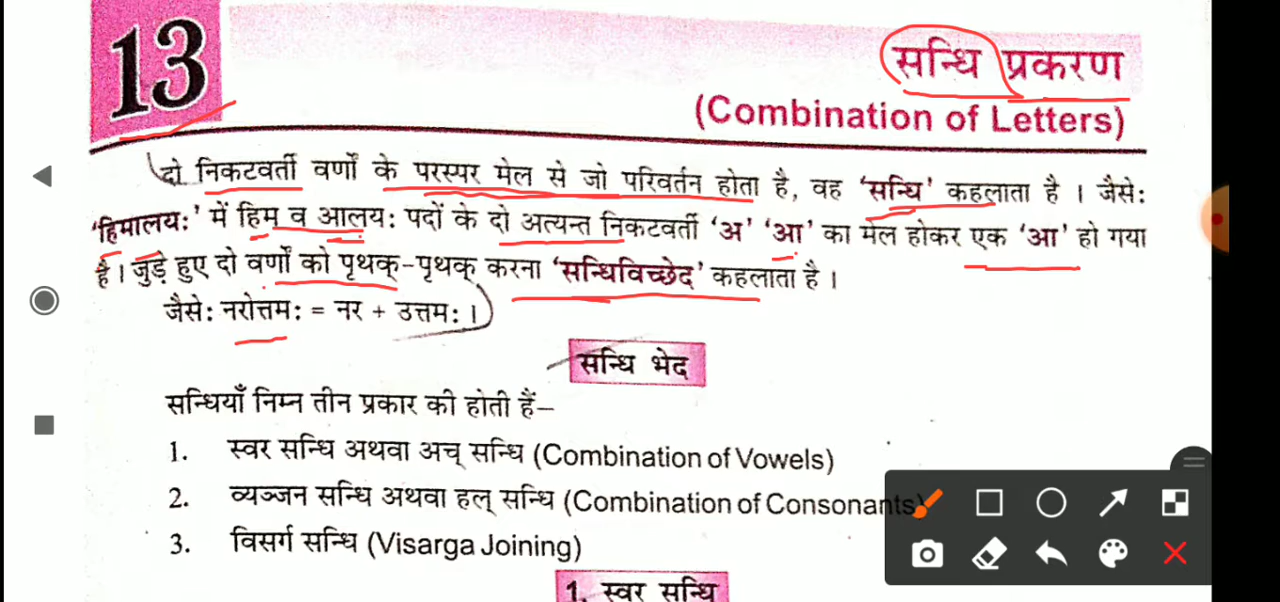 13
सन्धि प्रकरण
(Combination of Letters)
दो निकटवर्ती वर्णों के परस्पर मेल से जो परिवर्तन होता है, वह ‘सन्धि’ कहलाता है । जैसे:
‘हिमालयः’ में हिम व आलयः पदों के दो अत्यन्त निकटवर्ती ‘अ’ ‘आ’ का मेल होकर एक ‘आ’ हो गया
है । जुड़े हुए दो वर्णों को पृथक्-पृथक् करना ‘सन्धिविच्छेद’ कहलाता है ।
जैसे: नरोत्तमः = नर + उत्तमः ।
सन्धि भेद
सन्धियाँ निम्न तीन प्रकार की होती हैं–
1. स्वर सन्धि अथवा अच् सन्धि (Combination of Vowels)
2. व्यञ्जन सन्धि अथवा हल् सन्धि (Combination of Consonants)
3. विसर्ग सन्धि (Visarga Joining)
1. स्वर सन्धि